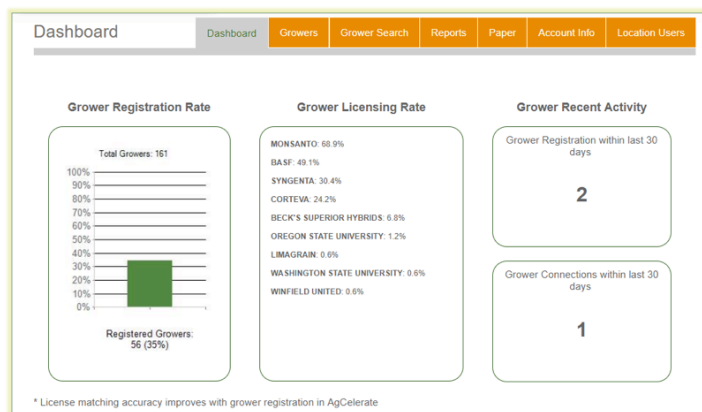 Dashboard
Dashboard
Growers
Grower Search
Reports
Paper
Account Info
Location Users
Grower Registration Rate
Total Growers: 161
100%
90%
80%
70%
60%
50%
40%
30%
20%
10%
0%
Registered Growers:
56 (35%)
Grower Licensing Rate
MONSANTO: 68.9%
BASF: 49.1%
SYNGENTA: 30.4%
CORTEVA: 24.2%
BECK'S SUPERIOR HYBRIDS: 6.8%
OREGON STATE UNIVERSITY: 1.2%
LIMAGRAIN: 0.6%
WASHINGTON STATE UNIVERSITY: 0.6%
WINFIELD UNITED: 0.6%
Grower Recent Activity
Grower Registration within last 30
days
2
Grower Connections within last 30
days
1
* License matching accuracy improves with grower registration in AgCelerate